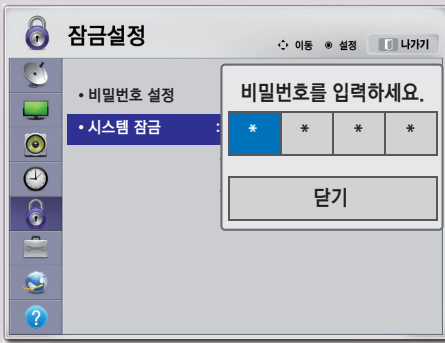 잠금설정
이동 설정 나가기
• 비밀번호 설정
• 시스템 잠금 :
비밀번호를 입력하세요.
* * * *
닫기
?